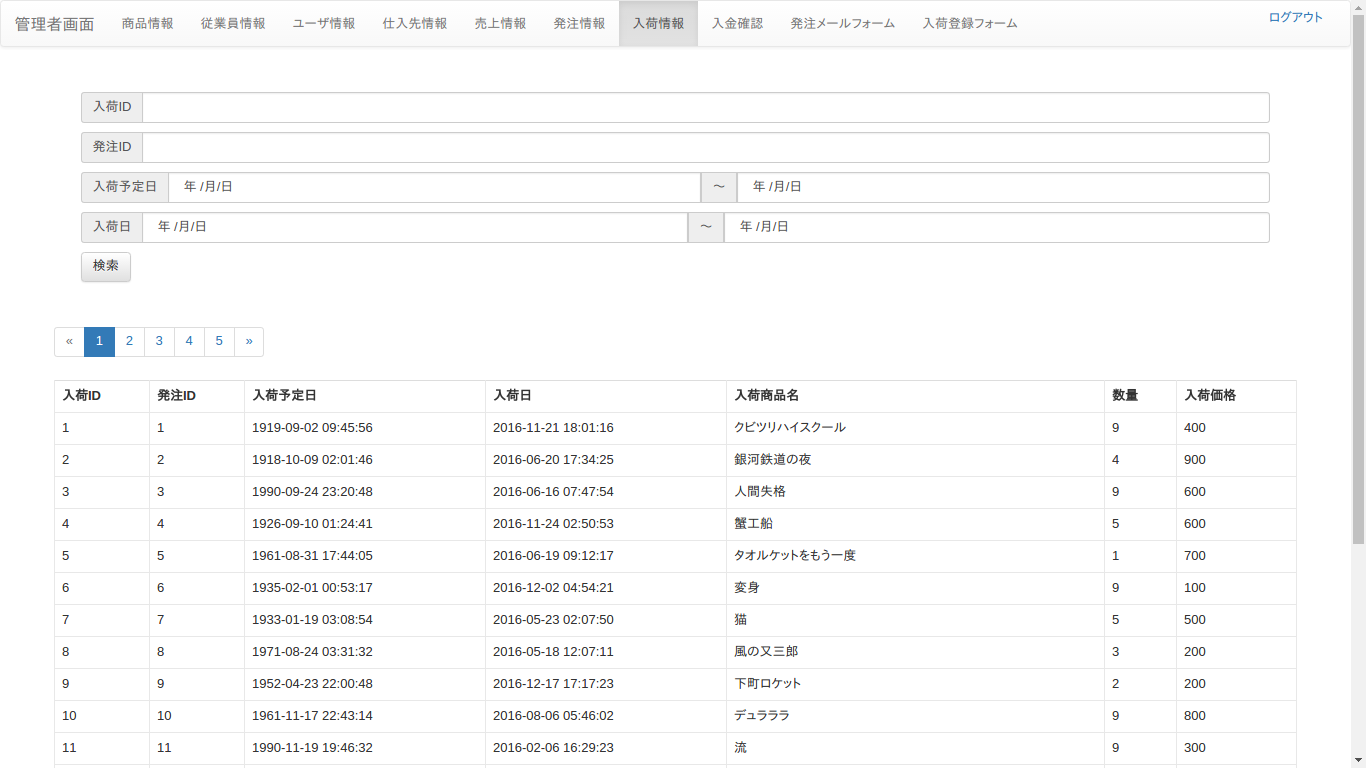 管理者画面 商品情報 従業員情報 ユーザ情報 仕入先情報 売上情報 発注情報 入荷情報 入金確認 発注メールフォーム 入荷登録フォーム ログアウト
入荷ID
発注ID
入荷予定日 年 /月/日 ～ 年 /月/日
入荷日 年 /月/日 ～ 年 /月/日
検索
« 1 2 3 4 5 »
入荷ID 発注ID 入荷予定日 入荷日 入荷商品名 数量 入荷価格
1 1 1919-09-02 09:45:56 2016-11-21 18:01:16 クビツリハイスクール 9 400
2 2 1918-10-09 02:01:46 2016-06-20 17:34:25 銀河鉄道の夜 4 900
3 3 1990-09-24 23:20:48 2016-06-16 07:47:54 人間失格 9 600
4 4 1926-09-10 01:24:41 2016-11-24 02:50:53 蟹工船 5 600
5 5 1961-08-31 17:44:05 2016-06-19 09:12:17 タオルケットをもう一度 1 700
6 6 1935-02-01 00:53:17 2016-12-02 04:54:21 変身 9 100
7 7 1933-01-19 03:08:54 2016-05-23 02:07:50 猫 5 500
8 8 1971-08-24 03:31:32 2016-05-18 12:07:11 風の又三郎 3 200
9 9 1952-04-23 22:00:48 2016-12-17 17:17:23 下町ロケット 2 200
10 10 1961-11-17 22:43:14 2016-08-06 05:46:02 デュラララ 9 800
11 11 1990-11-19 19:46:32 2016-02-06 16:29:23 流 9 300